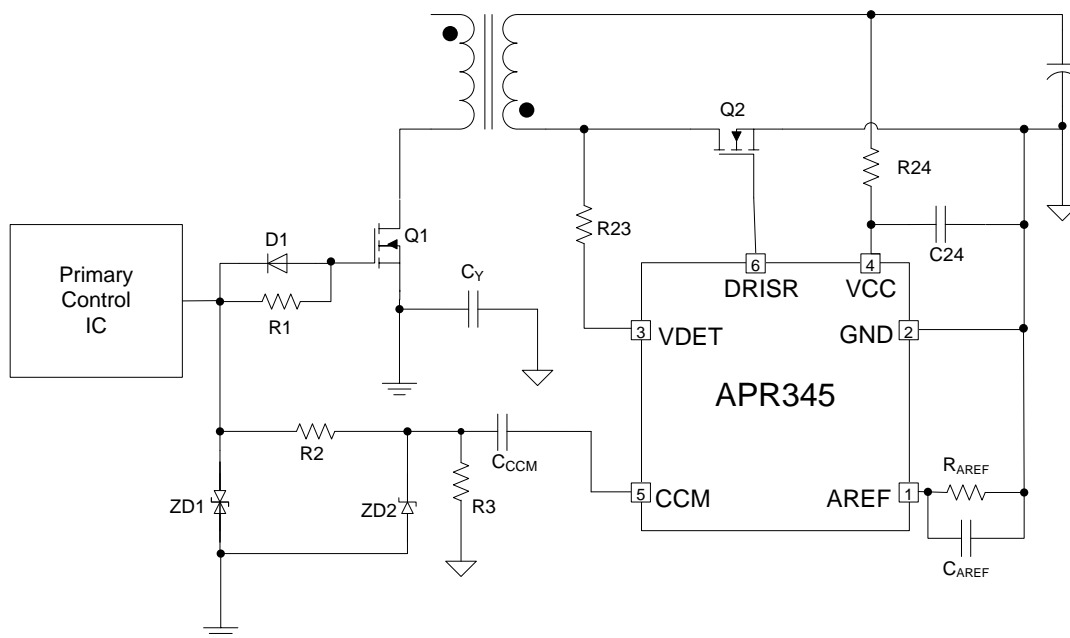 Q2
R24
R23
C24
D1
Q1
Primary
Control
IC
R1
CY
6
4
DRISR
VCC
3
VDET
GND
2
APR345
R2
CCCM
R3
ZD1
ZD2
5
CCM
AREF
1
RAREF
CAREF